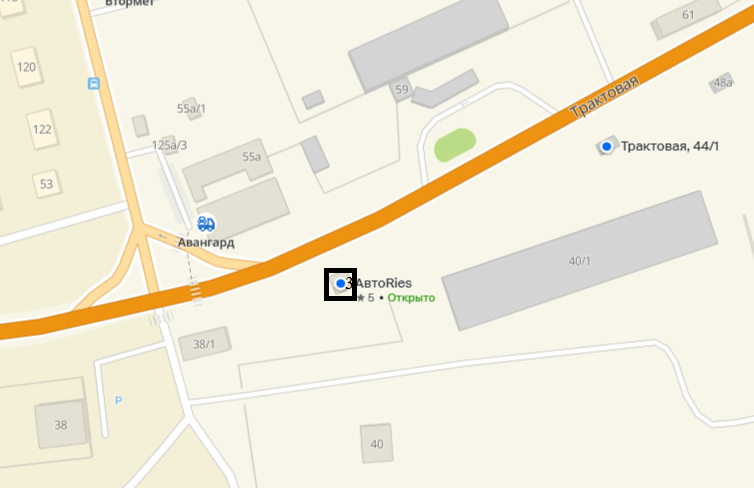 Втормет
61
120
59
Трактовая
48а
55а/1
122
125а/3
Трактовая, 44/1
55а
53
Авангард
40/1
3
АвтоRies
★ 5 • Открыто
38/1
P
38
40